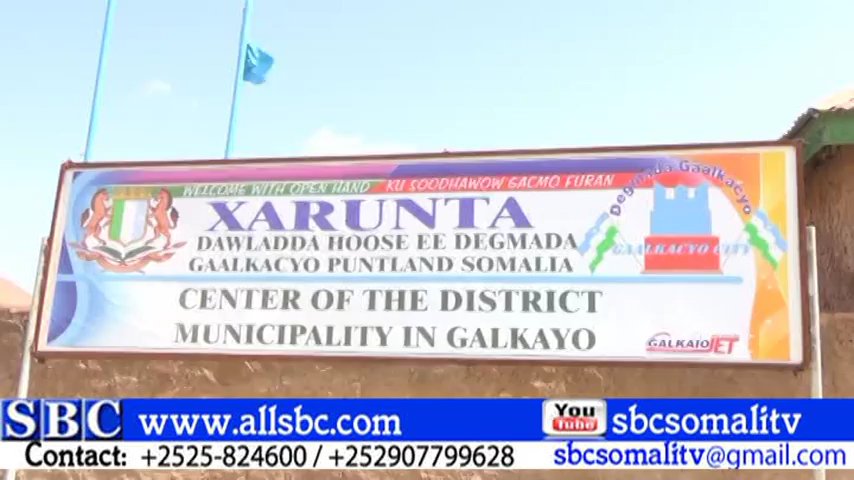 WELCOME WITH OPEN HAND KU SOODHAWOW GACMO FURAN
XARUNTA
DAWLADDA HOOSE EE DEGMADA
GAALKACYO PUNTLAND SOMALIA
CENTER OF THE DISTRICT
MUNICIPALITY IN GALKAYO
Degmada Gaalkacyo
GAALKACYO CITY
GALKAIO JET
SBC www.allsbc.com You Tube sbcsomalitv
Contact: +2525-824600 / +252907799628 sbcsomalitv@gmail.com